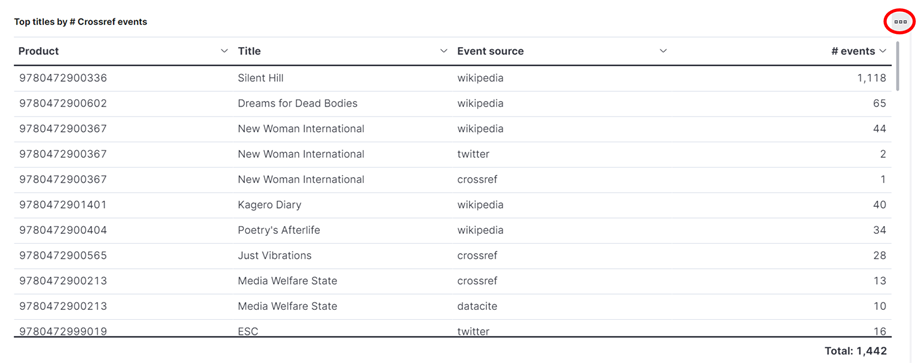 Top titles by # Crossref events
Product Title Event source # events
9780472900336 Silent Hill wikipedia 1,118
9780472900602 Dreams for Dead Bodies wikipedia 65
9780472900367 New Woman International wikipedia 44
9780472900367 New Woman International twitter 2
9780472900367 New Woman International crossref 1
9780472901401 Kagero Diary wikipedia 40
9780472900404 Poetry's Afterlife wikipedia 34
9780472900565 Just Vibrations crossref 28
9780472900213 Media Welfare State crossref 13
9780472900213 Media Welfare State datacite 10
9780472999019 ESC twitter 16
Total: 1,442